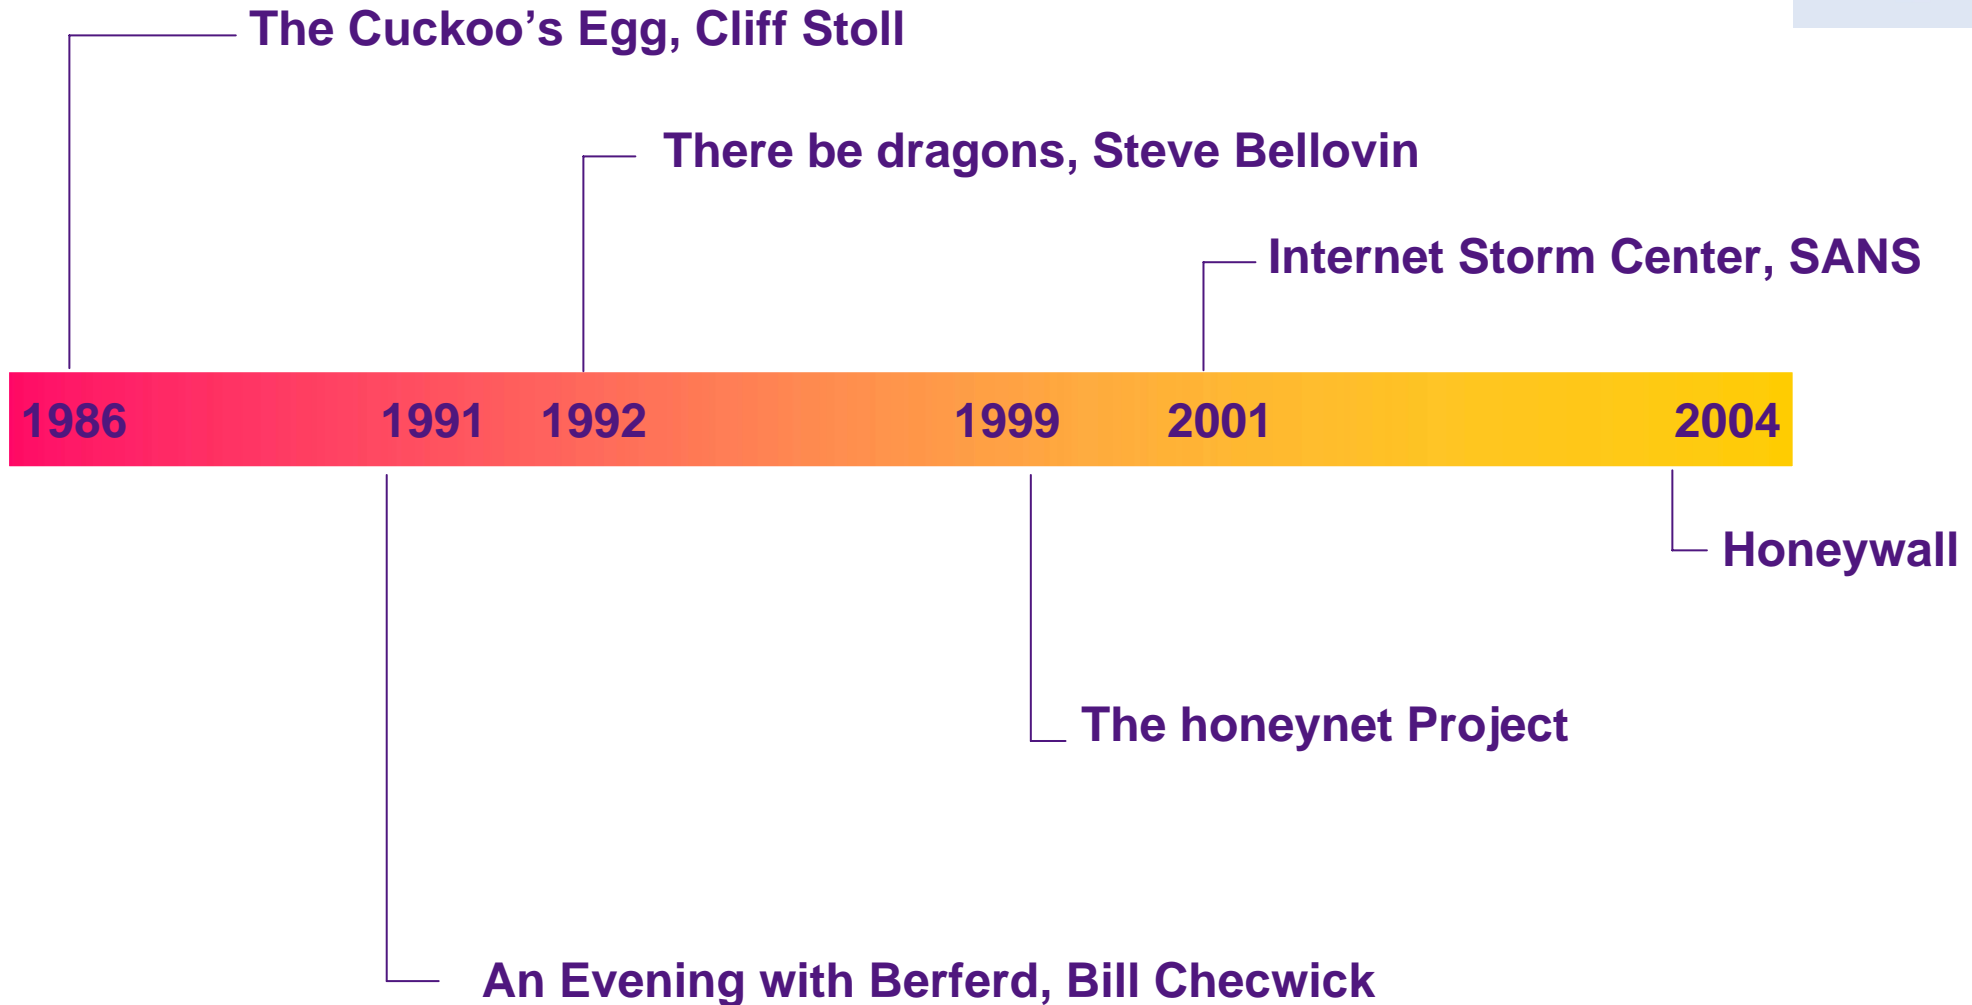 The Cuckoo’s Egg, Cliff Stoll
There be dragons, Steve Bellovin
Internet Storm Center, SANS
1986 1991 1992 1999 2001 2004
Honeywall
The honeynet Project
An Evening with Berferd, Bill Checwick